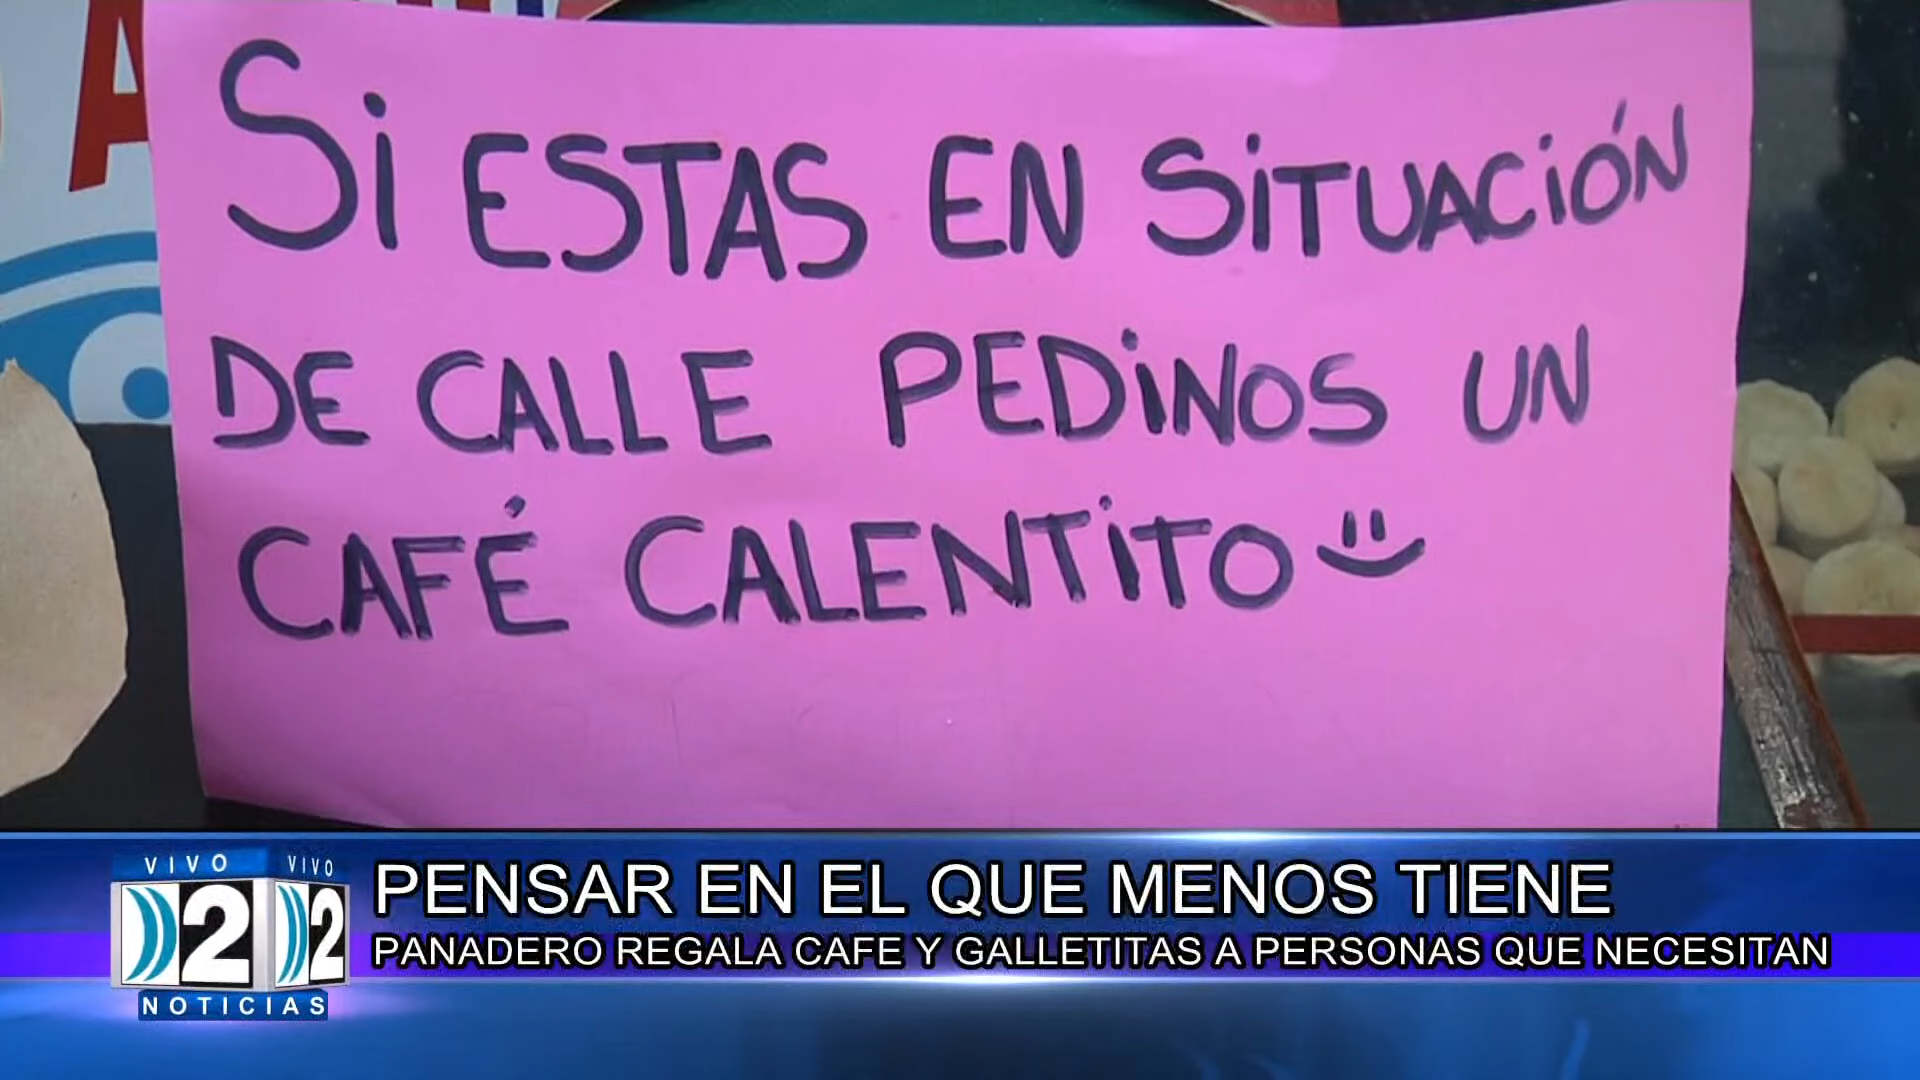 Si ESTAS EN SiTUACiÓN
DE CALLE PEDiNOS UN
CAFÉ CALENTiTO
VIVO VIVO
2 2
NOTICIAS
PENSAR EN EL QUE MENOS TIENE
PANADERO REGALA CAFE Y GALLETITAS A PERSONAS QUE NECESITAN